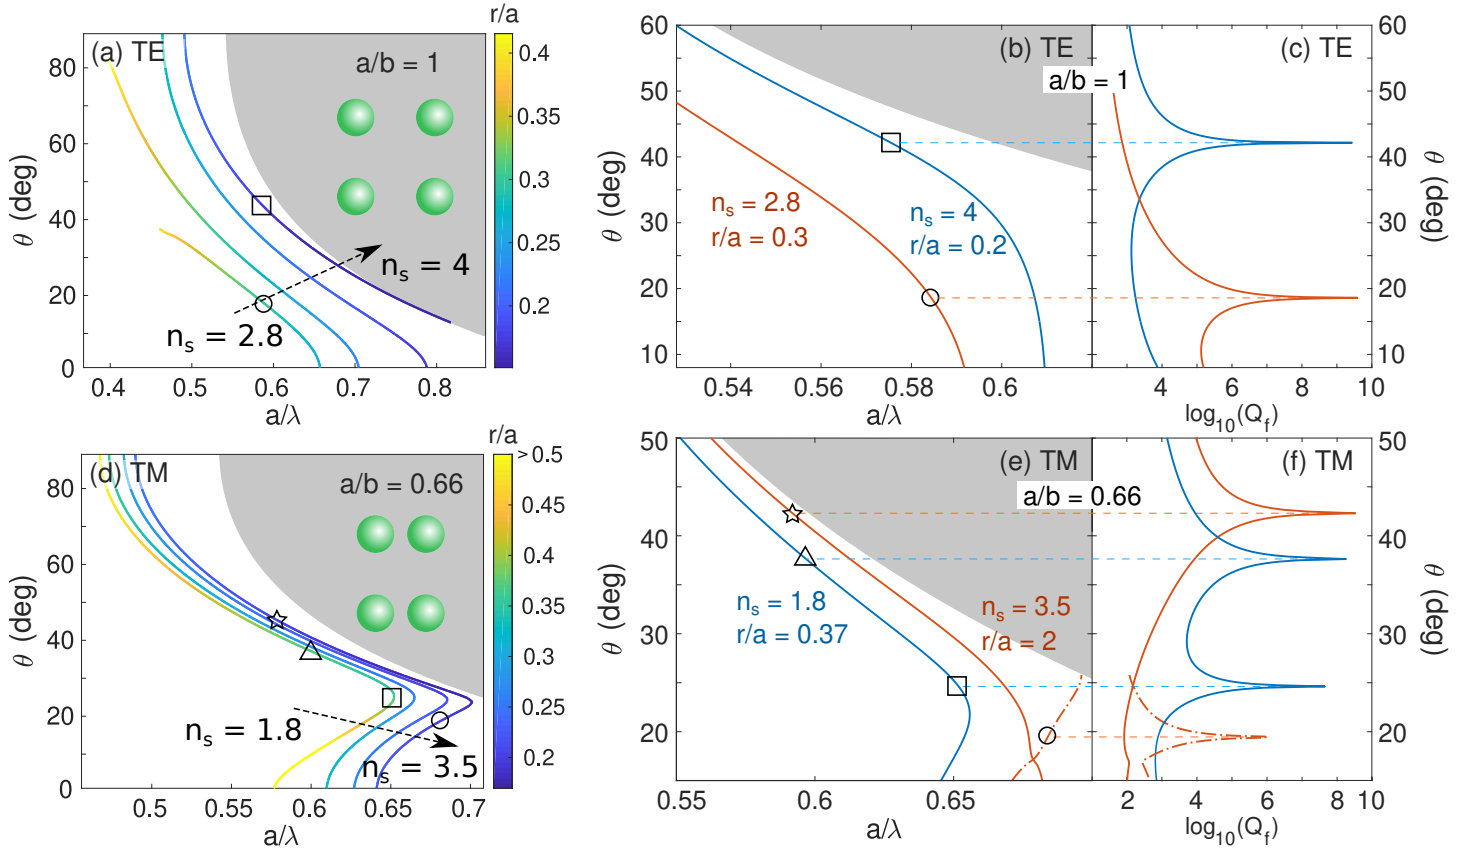 r/a
(a) TE
a/b = 1
n_s = 4
n_s = 2.8
θ (deg)
80
60
40
20
0
0.4
0.5
0.6
0.7
0.8
a/λ
0.4
0.35
0.3
0.25
0.2
(b) TE
a/b = 1
n_s = 2.8
r/a = 0.3
n_s = 4
r/a = 0.2
θ (deg)
60
50
40
30
20
10
0.54
0.56
0.58
0.6
a/λ
(c) TE
60
50
40
30
20
10
θ (deg)
4
6
8
10
log₁₀(Q_f)
r/a
(d) TM
a/b = 0.66
n_s = 1.8
n_s = 3.5
θ (deg)
80
60
40
20
0
0.5
0.55
0.6
0.65
0.7
a/λ
>0.5
0.45
0.4
0.35
0.3
0.25
0.2
(e) TM
a/b = 0.66
n_s = 1.8
r/a = 0.37
n_s = 3.5
r/a = 2
θ (deg)
50
40
30
20
0.55
0.6
0.65
a/λ
(f) TM
50
40
30
20
θ (deg)
2
4
6
8
10
log₁₀(Q_f)